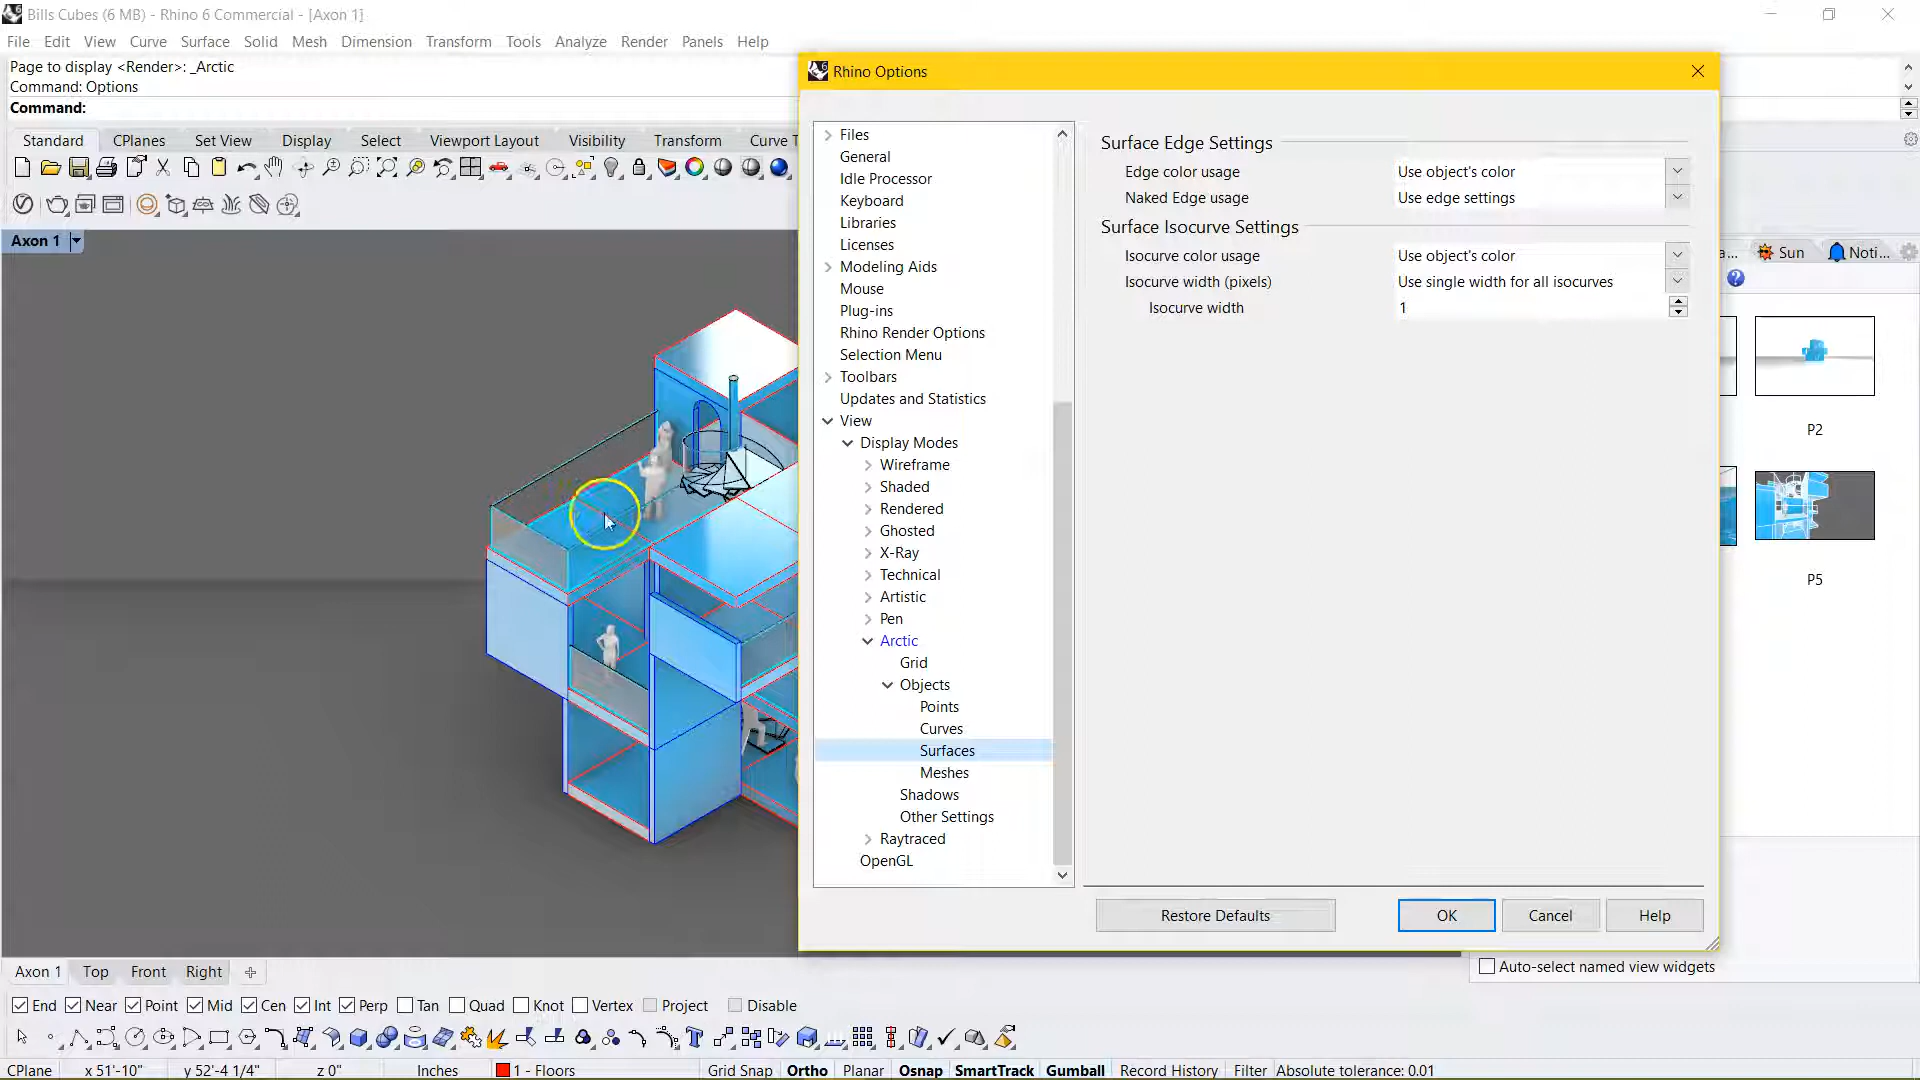 Bills Cubes (6 MB) - Rhino 6 Commercial - [Axon 1]
File Edit View Curve Surface Solid Mesh Dimension Transform Tools Analyze Render Panels Help
Page to display <Render>: _Arctic
Command: Options
Command:
Standard CPlanes Set View Display Select Viewport Layout Visibility Transform Curve T
Axon 1
Rhino Options
Files
General
Idle Processor
Keyboard
Libraries
Licenses
Modeling Aids
Mouse
Plug-ins
Rhino Render Options
Selection Menu
Toolbars
Updates and Statistics
View
Display Modes
Wireframe
Shaded
Rendered
Ghosted
X-Ray
Technical
Artistic
Pen
Arctic
Grid
Objects
Points
Curves
Surfaces
Meshes
Shadows
Other Settings
Raytraced
OpenGL
Surface Edge Settings
Edge color usage Use object's color
Naked Edge usage Use edge settings
Surface Isocurve Settings
Isocurve color usage Use object's color
Isocurve width (pixels) Use single width for all isocurves
Isocurve width 1
Restore Defaults OK Cancel Help
a... Sun Noti...
P2
P5
Auto-select named view widgets
Axon 1 Top Front Right
End Near Point Mid Cen Int Perp Tan Quad Knot Vertex Project Disable
CPlane x 51'-10" y 52'-4 1/4" z 0" Inches 1 - Floors Grid Snap Ortho Planar Osnap SmartTrack Gumball Record History Filter Absolute tolerance: 0.01